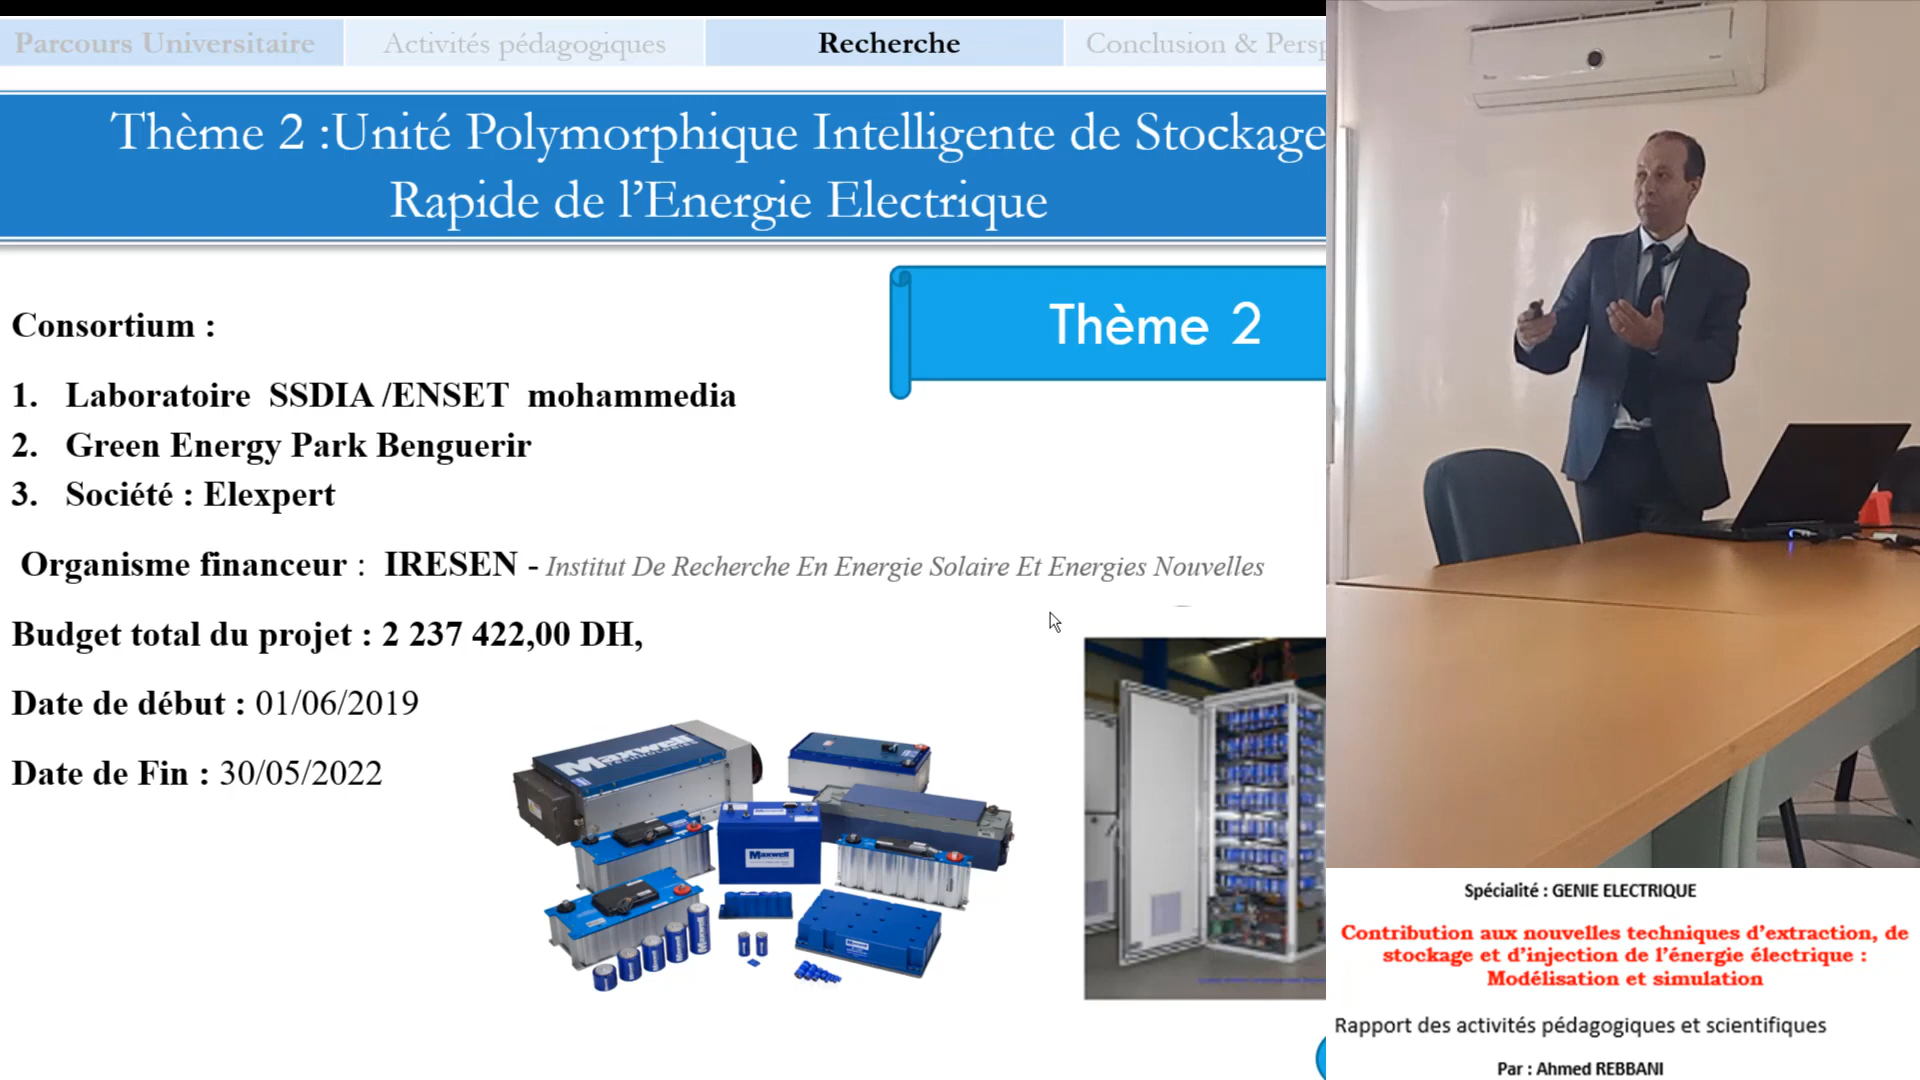 Parcours Universitaire
Activités pédagogiques
Recherche
Conclusion & Persp
Thème 2 :Unité Polymorphique Intelligente de Stockage
Rapide de l’Energie Electrique
Thème 2
Consortium :
1. Laboratoire SSDIA /ENSET mohammedia
2. Green Energy Park Benguerir
3. Société : Elexpert
Organisme financeur : IRESEN - Institut De Recherche En Energie Solaire Et Energies Nouvelles
Budget total du projet : 2 237 422,00 DH,
Date de début : 01/06/2019
Date de Fin : 30/05/2022
Maxwell
TECHNOLOGIES
Maxwell
Maxwell
Spécialité : GENIE ELECTRIQUE
Contribution aux nouvelles techniques d’extraction, de
stockage et d’injection de l’énergie électrique :
Modélisation et simulation
Rapport des activités pédagogiques et scientifiques
Par : Ahmed REBBANI